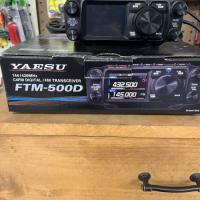 YAESU
144/430MHz
C4FM DIGITAL / FM TRANSCEIVER
FTM-500D
432.500
145.000